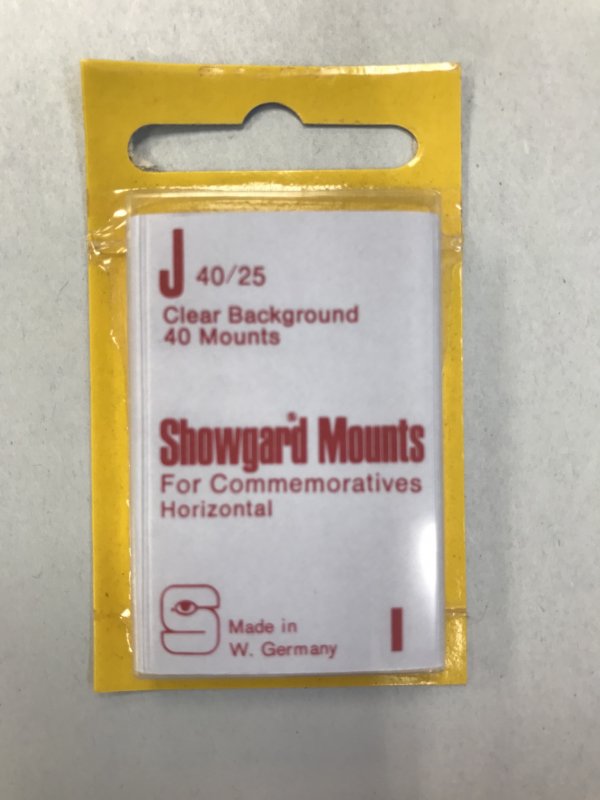 J 40/25
Clear Background
40 Mounts
Showgard® Mounts
For Commemoratives
Horizontal
Made in
W. Germany